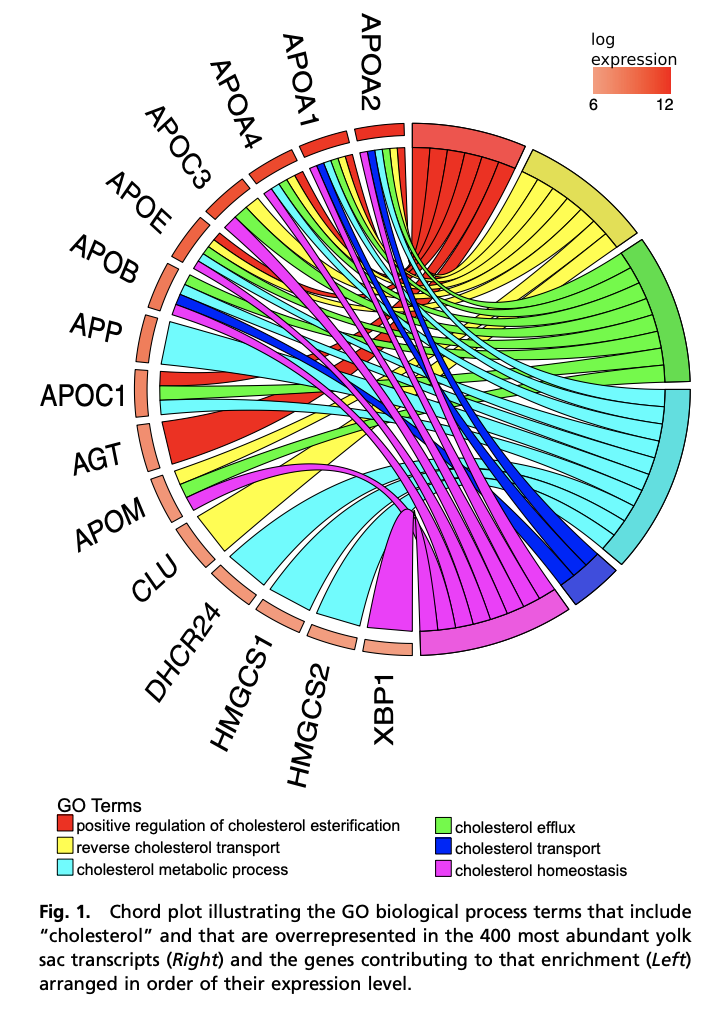 log
expression
6 12
APOA2
APOA1
APOA4
APOC3
APOE
APOB
APP
APOC1
AGT
APOM
CLU
DHCR24
HMGCS1
HMGCS2
XBP1
GO Terms
positive regulation of cholesterol esterification
reverse cholesterol transport
cholesterol metabolic process
cholesterol efflux
cholesterol transport
cholesterol homeostasis
Fig. 1. Chord plot illustrating the GO biological process terms that include
“cholesterol” and that are overrepresented in the 400 most abundant yolk
sac transcripts (Right) and the genes contributing to that enrichment (Left)
arranged in order of their expression level.